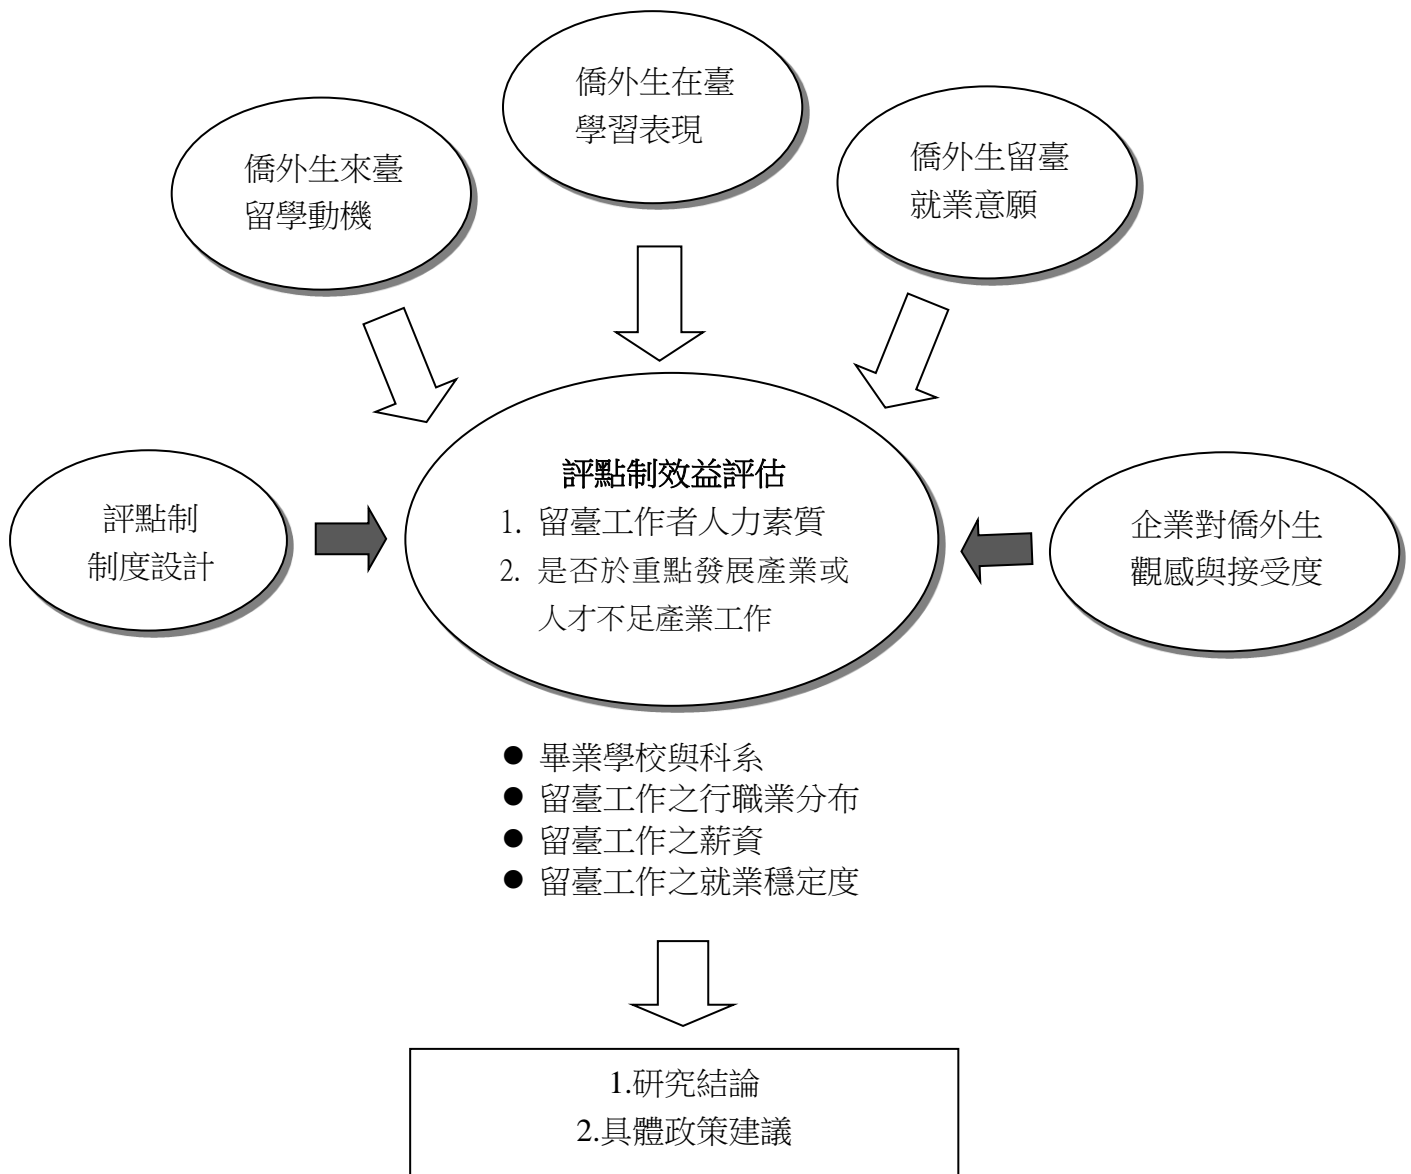 僑外生在臺
學習表現
僑外生來臺
留學動機
僑外生留臺
就業意願
評點制
制度設計
評點制效益評估
1. 留臺工作者人力素質
2. 是否於重點發展產業或
人才不足產業工作
企業對僑外生
觀感與接受度
● 畢業學校與科系
● 留臺工作之行職業分布
● 留臺工作之薪資
● 留臺工作之就業穩定度
1.研究結論
2.具體政策建議